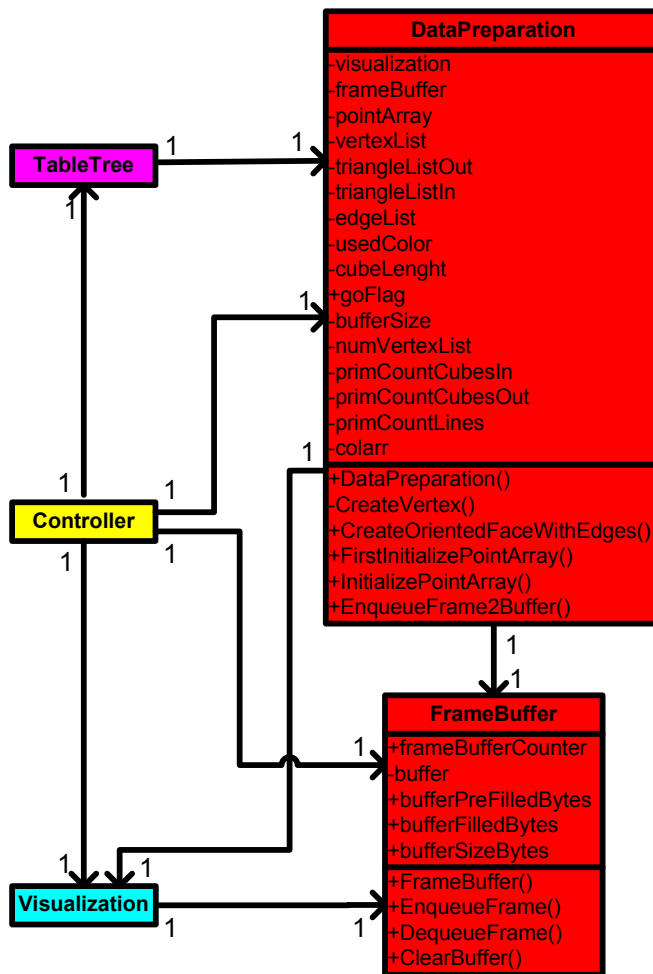 DataPreparation
-visualization
-frameBuffer
-pointArray
-vertexList
-triangleListOut
-triangleListIn
-edgeList
-usedColor
-cubeLenght
+goFlag
-bufferSize
-numVertexList
-primCountCubesIn
-primCountCubesOut
-primCountLines
-colarr
+DataPreparation()
-CreateVertex()
+CreateOrientedFaceWithEdges()
+FirstInitializePointArray()
+InitializePointArray()
+EnqueueFrame2Buffer()
TableTree
1
1
1
1
1
1
1
Controller
1
1
1
1
1
1
1
1
1
FrameBuffer
+frameBufferCounter
-buffer
+bufferPreFilledBytes
+bufferFilledBytes
+bufferSizeBytes
+FrameBuffer()
+EnqueueFrame()
+DequeueFrame()
+ClearBuffer()
Visualization
1
1